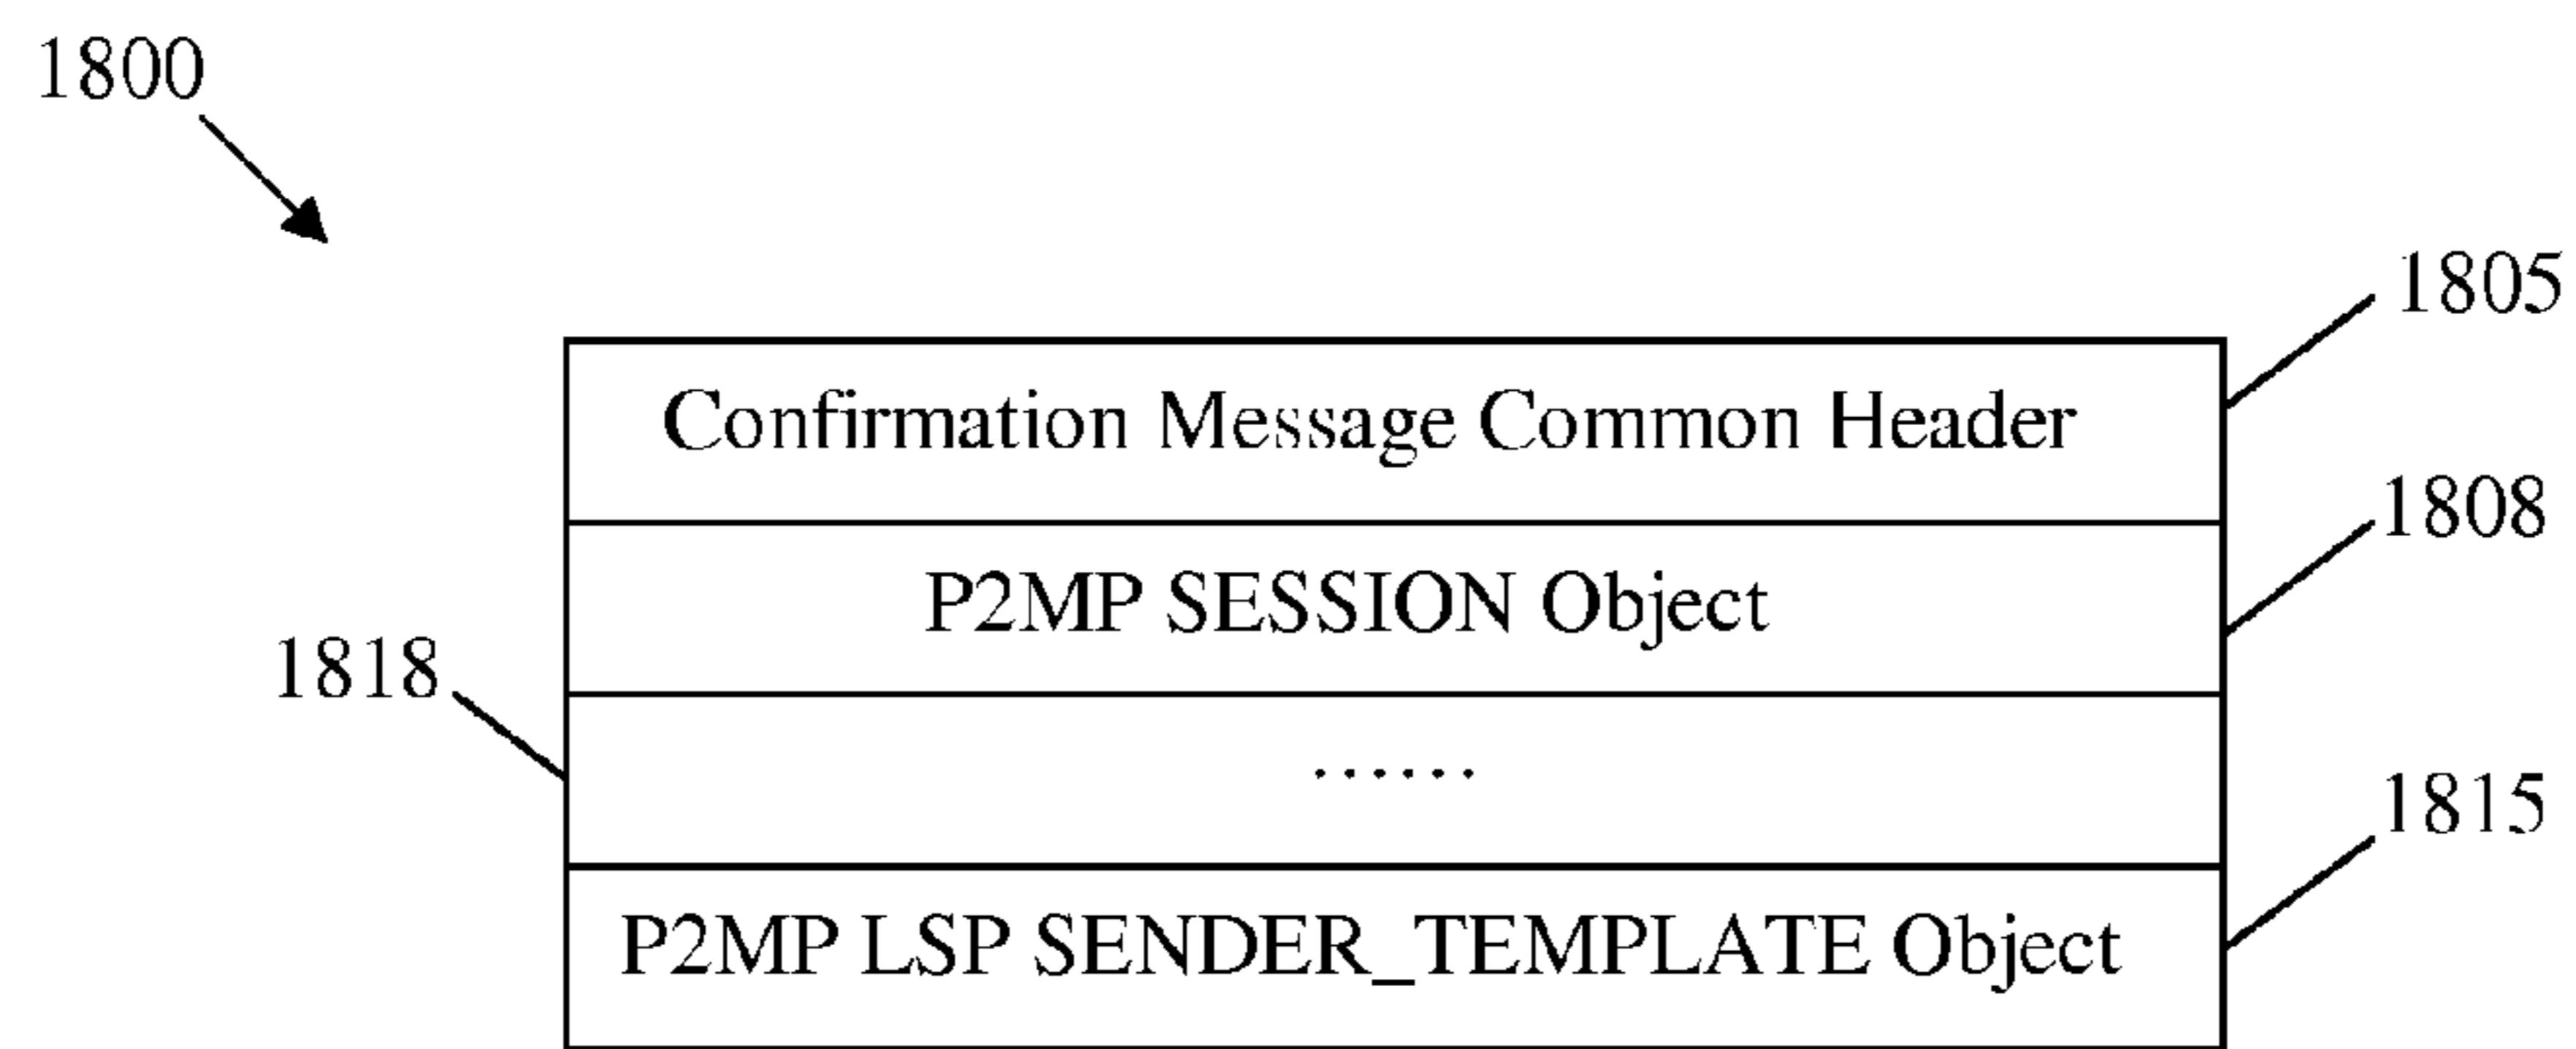 1800
1805
Confirmation Message Common Header
1808
P2MP SESSION Object
1818
......
1815
P2MP LSP SENDER_TEMPLATE Object